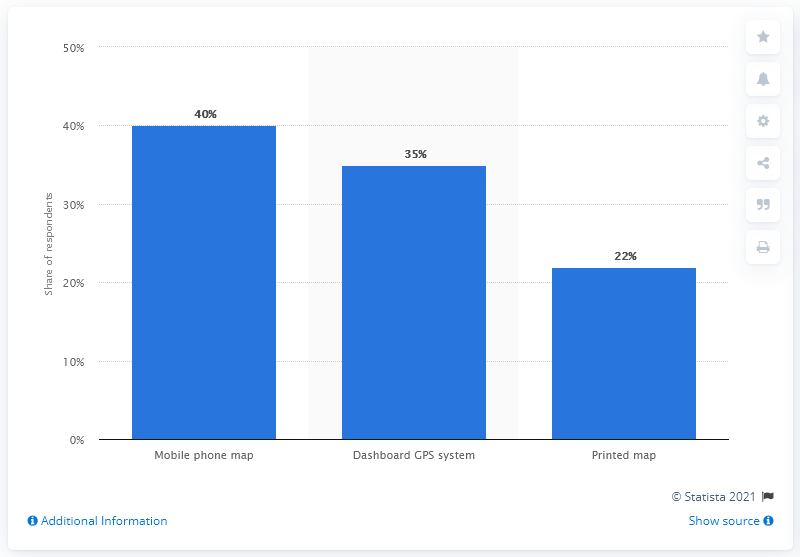 50%
40%
40%
35%
Share of respondents
30%
22%
20%
10%
0%
Mobile phone map
Dashboard GPS system
Printed map
© Statista 2021
Additional Information
Show source